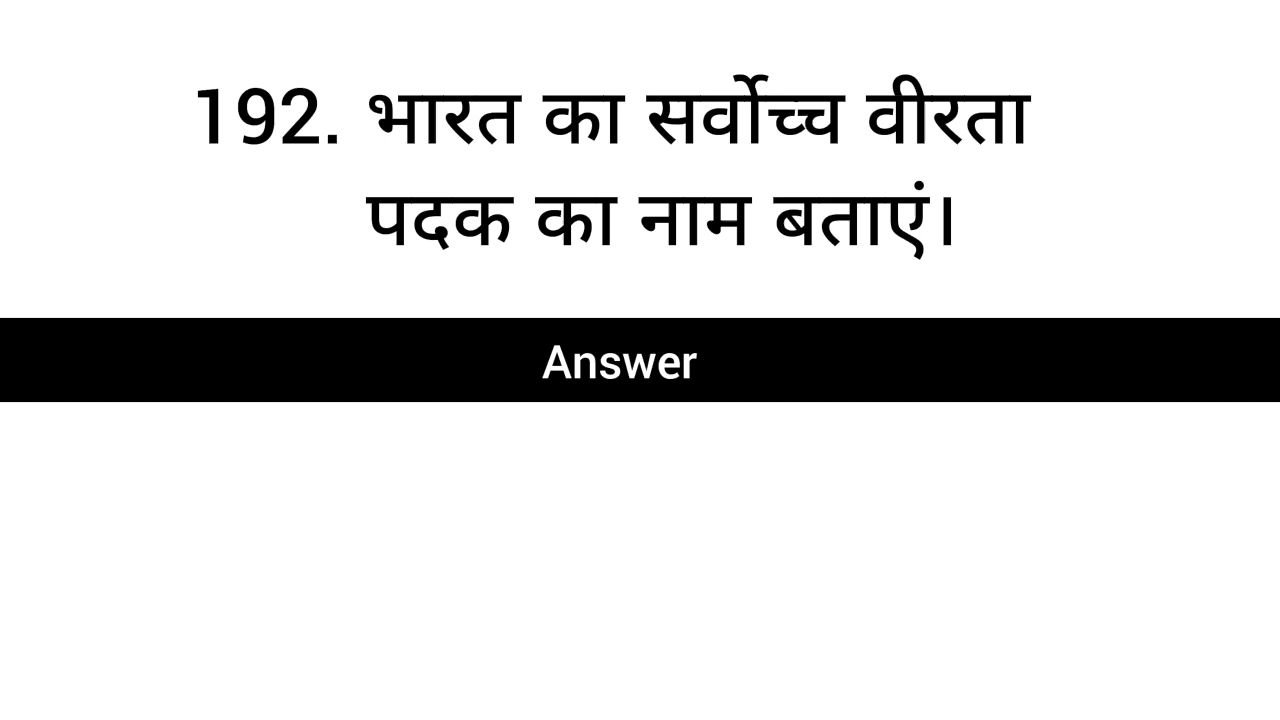 192. भारत का सर्वोच्च वीरता
पदक का नाम बताएं।
Answer